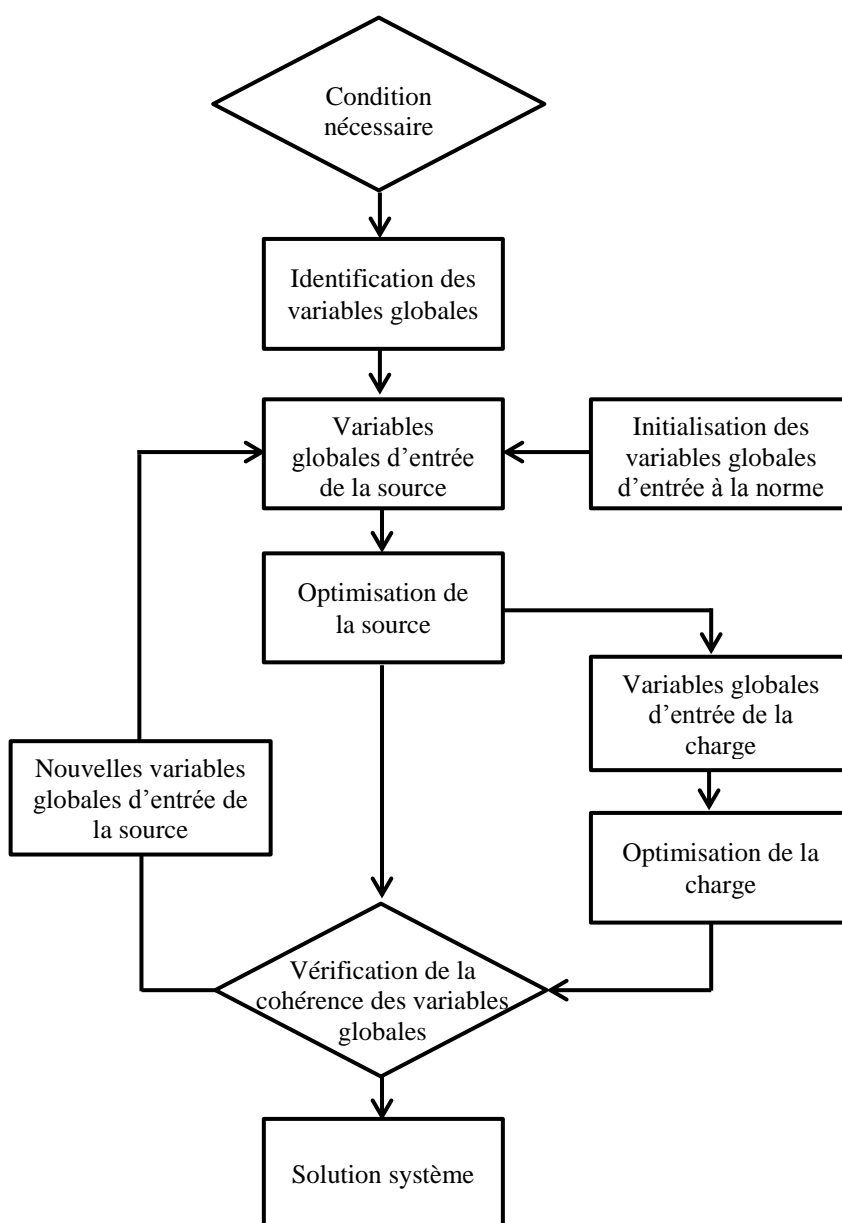 Condition
nécessaire
Identification des
variables globales
Variables
globales d'entrée
de la source
Initialisation des
variables globales
d'entrée à la norme
Optimisation de
la source
Variables globales
d'entrée de la
charge
Nouvelles variables
globales d'entrée de
la source
Optimisation de la
charge
Vérification de la
cohérence des variables
globales
Solution système